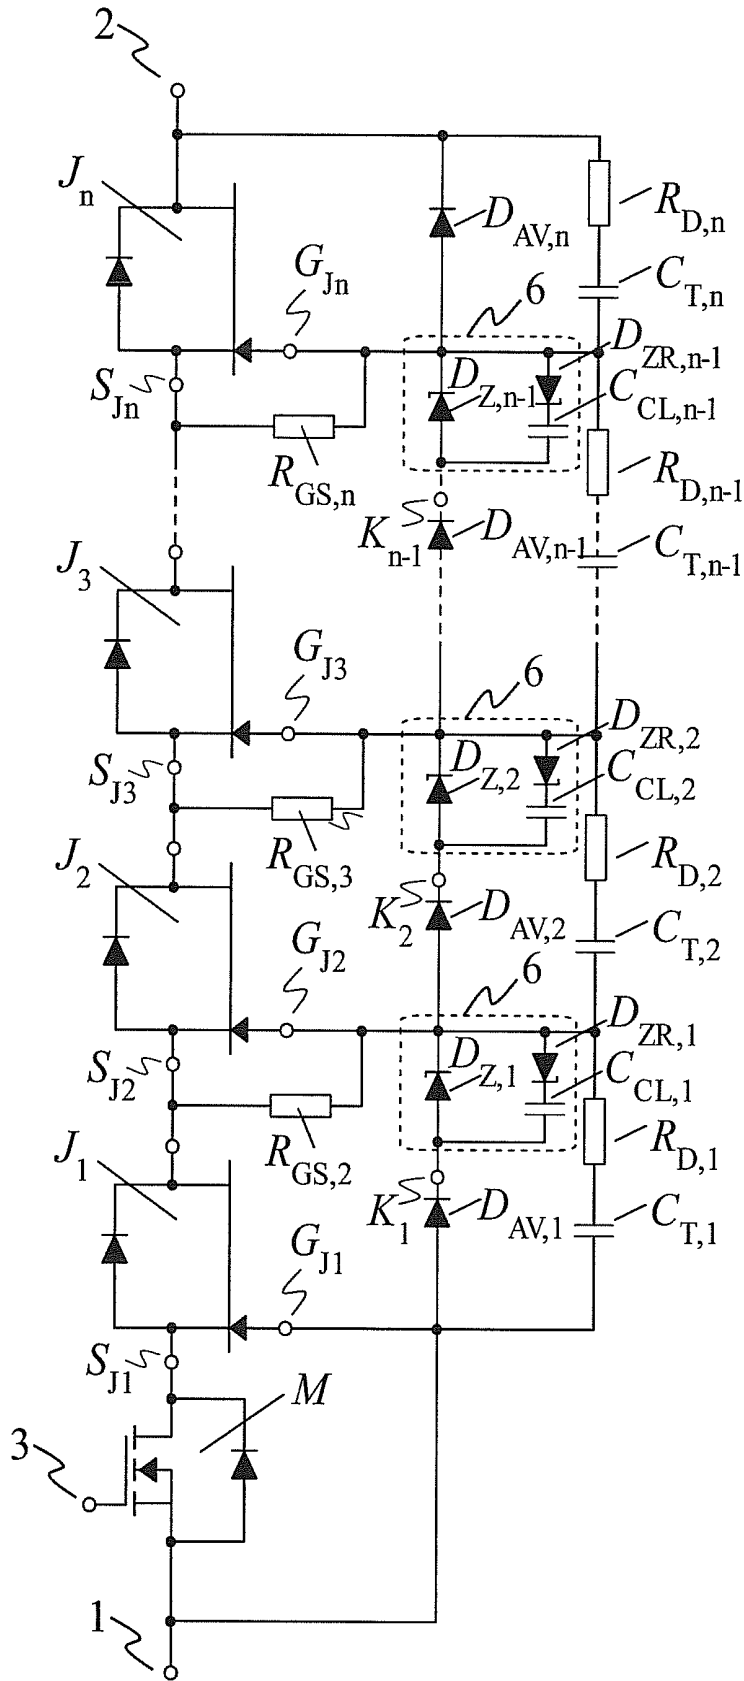 2
J_n
D_AV,n
R_D,n
G_Jn
6
C_T,n
D_ZR,n-1
S_Jn
D_Z,n-1
C_CL,n-1
R_GS,n
R_D,n-1
K_n-1
D_AV,n-1
C_T,n-1
J_3
G_J3
6
D_ZR,2
S_J3
D_Z,2
C_CL,2
R_GS,3
R_D,2
J_2
K_2
D_AV,2
C_T,2
G_J2
6
D_ZR,1
S_J2
D_Z,1
C_CL,1
R_GS,2
R_D,1
J_1
K_1
D_AV,1
C_T,1
G_J1
S_J1
M
3
1